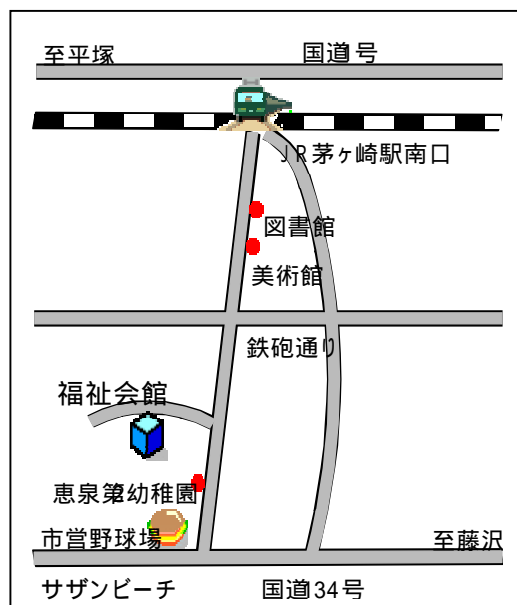 至平塚 国道号
JR茅ヶ崎駅南口
図書館
美術館
鉄砲通り
福祉会館
恵泉第2幼稚園
市営野球場 至藤沢
サザンビーチ 国道34号